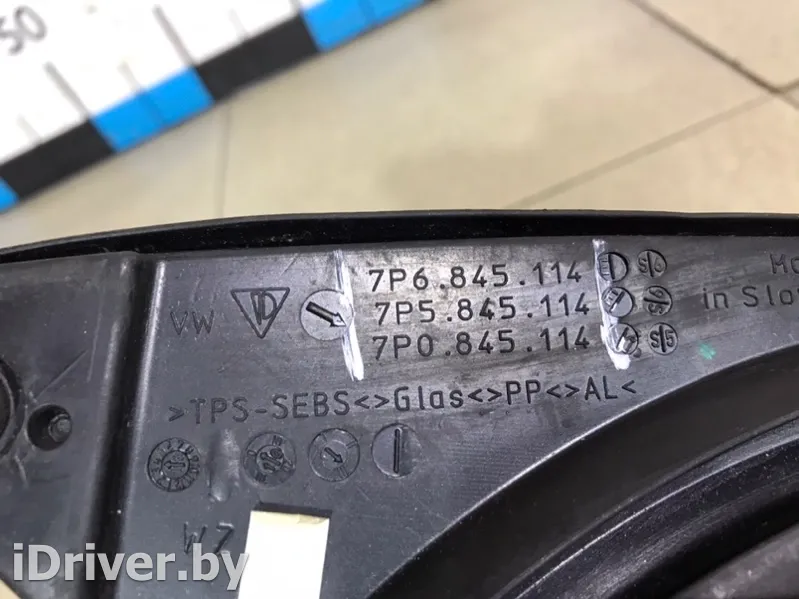 50
7P6.845.114
7P5.845.114
7P0.845.114
VW
in Slo
>TPS-SEBS<>Glas<>PP<>AL<
WZ
iDriver.by